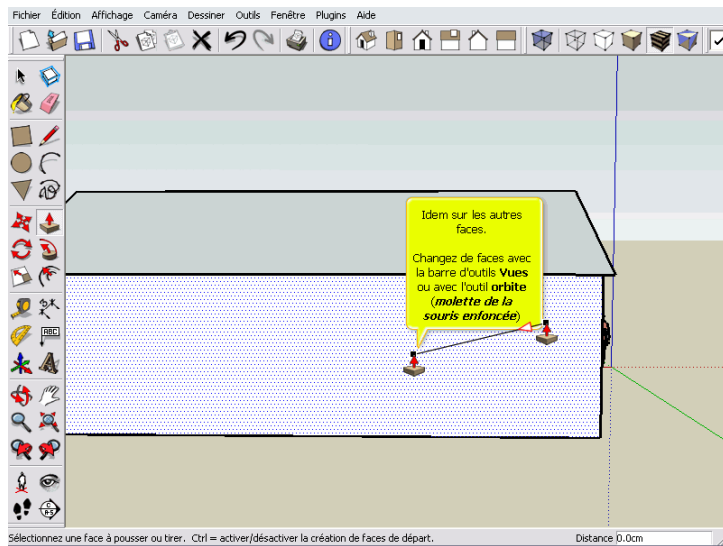 Fichier Édition Affichage Caméra Dessiner Outils Fenêtre Plugins Aide
ABC
Idem sur les autres
faces.
Changez de faces avec
la barre d'outils Vues
ou avec l'outil orbite
(molette de la
souris enfoncée)
Sélectionnez une face à pousser ou tirer. Ctrl = activer/désactiver la création de faces de départ. Distance 0.0cm